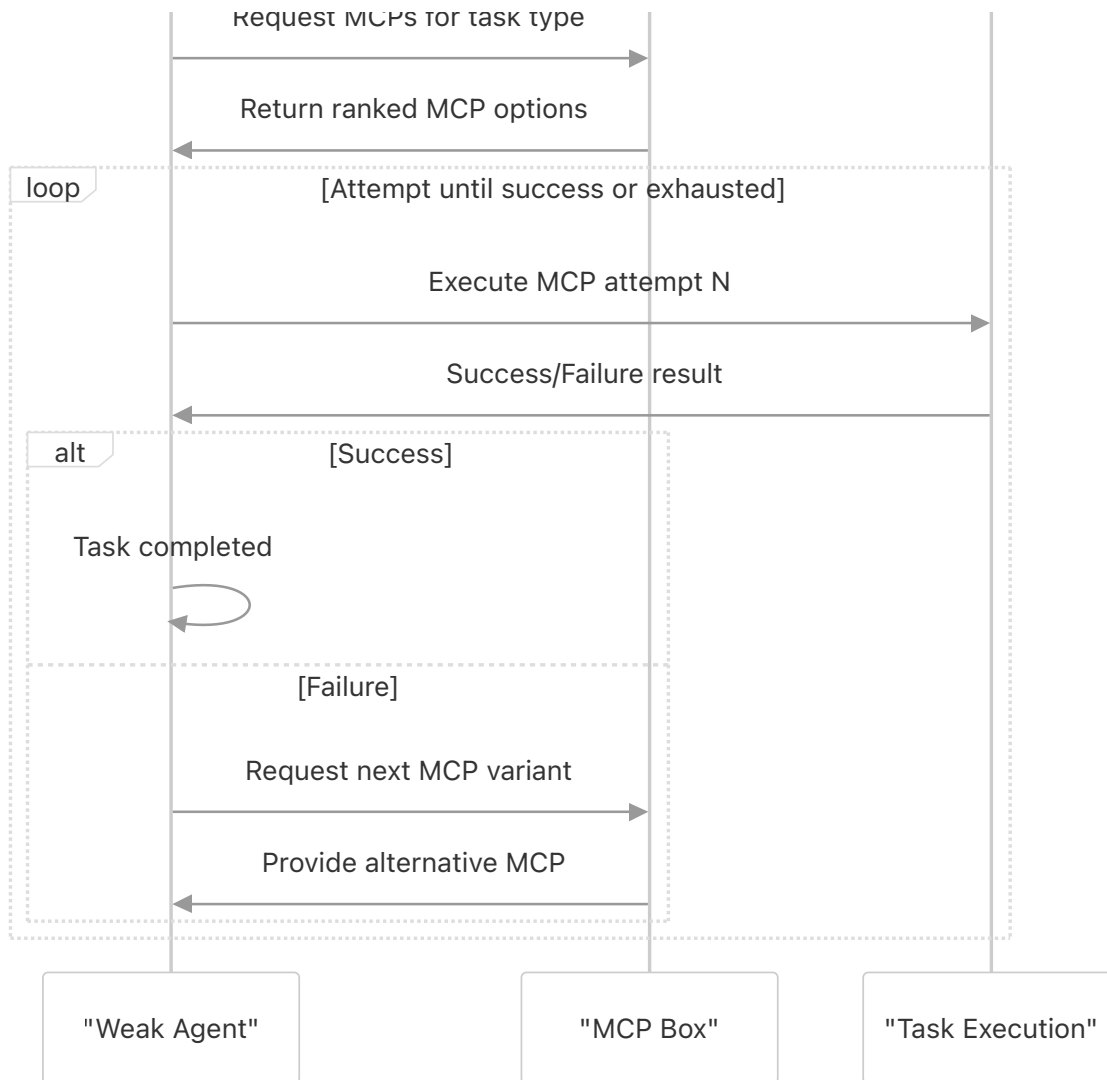 Request MCPs for task type
Return ranked MCP options
loop
[Attempt until success or exhausted]
Execute MCP attempt N
Success/Failure result
alt
[Success]
Task completed
[Failure]
Request next MCP variant
Provide alternative MCP
"Weak Agent"
"MCP Box"
"Task Execution"